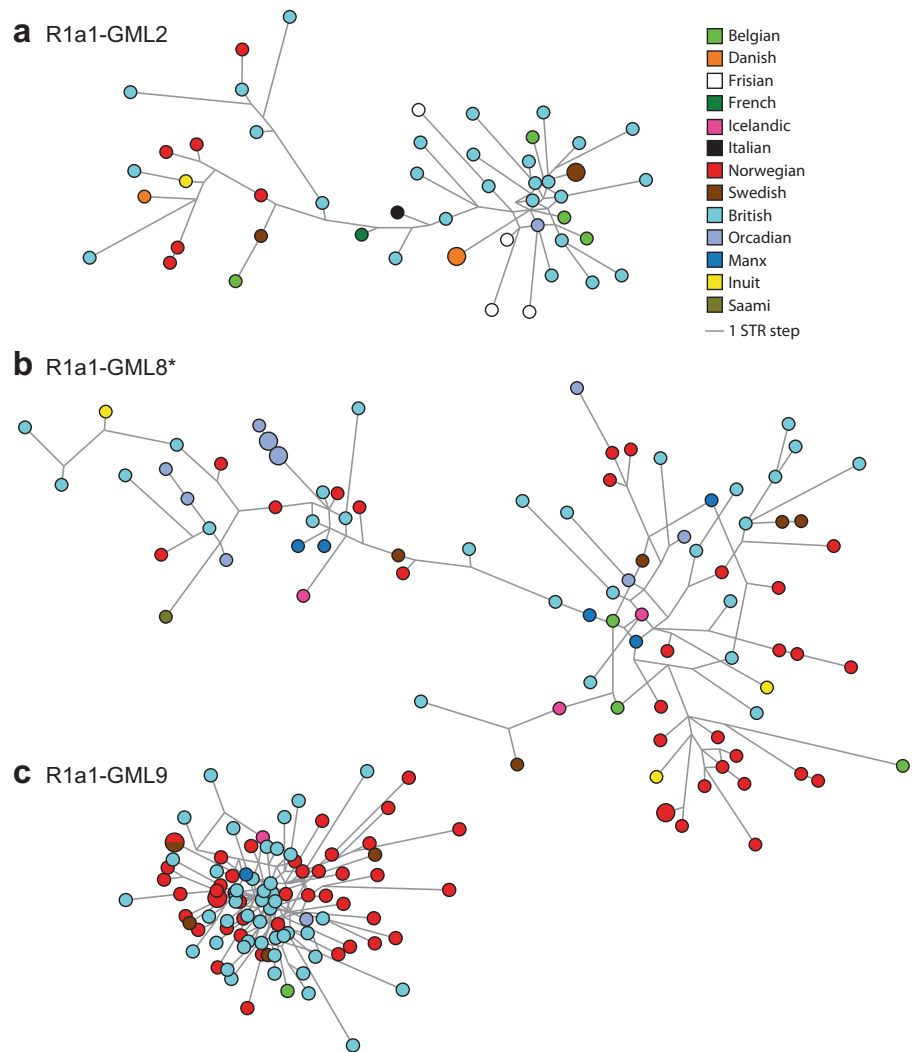 a R1a1-GML2
Belgian
Danish
Frisian
French
Icelandic
Italian
Norwegian
Swedish
British
Orcadian
Manx
Inuit
Saami
1 STR step
b R1a1-GML8*
c R1a1-GML9